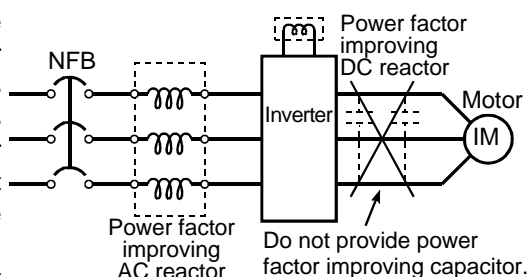 NFB
Power factor
improving
DC reactor
Inverter
Motor
IM
Power factor
improving
AC reactor
Do not provide power
factor improving capacitor.